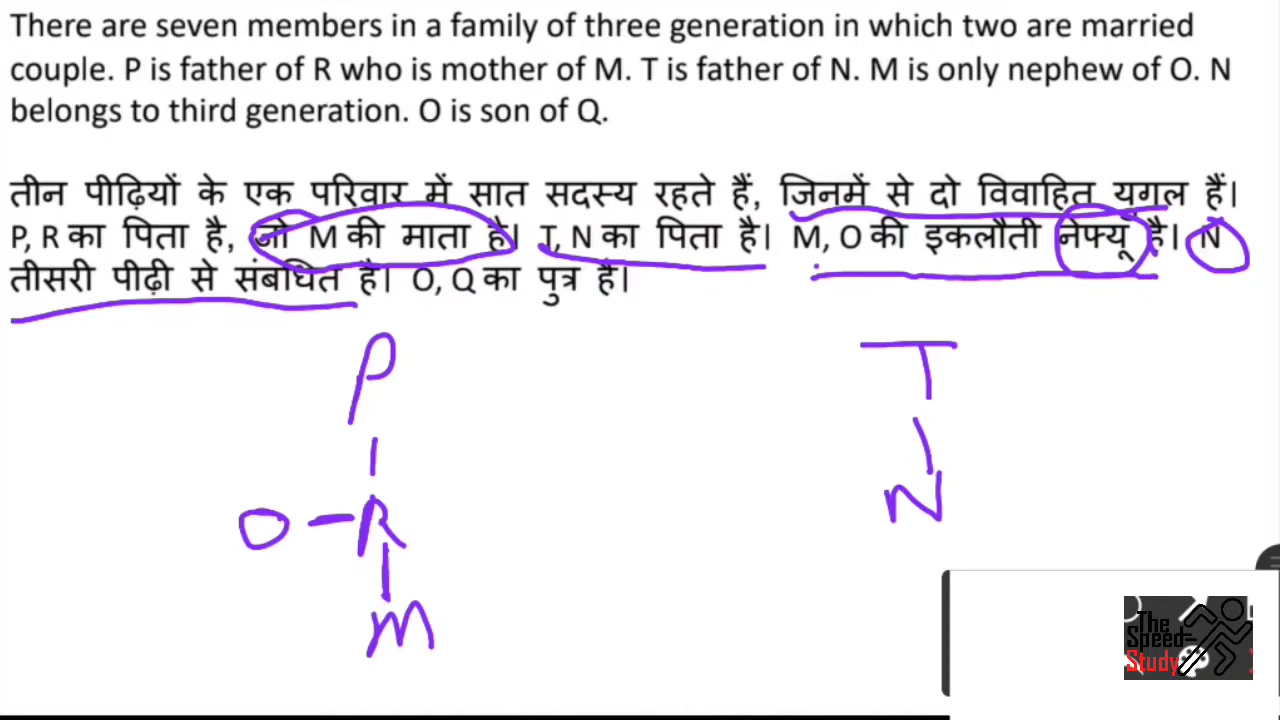 There are seven members in a family of three generation in which two are married
couple. P is father of R who is mother of M. T is father of N. M is only nephew of O. N
belongs to third generation. O is son of Q.
तीन पीढ़ियों के एक परिवार में सात सदस्य रहते हैं, जिनमें से दो विवाहित युगल हैं।
P, R का पिता है, जो M की माता है। T, N का पिता है। M, O की इकलौती नेफ्यू है। N
तीसरी पीढ़ी से संबंधित है। O, Q का पुत्र है।
P T
O - R N
M
The
Speed
Study